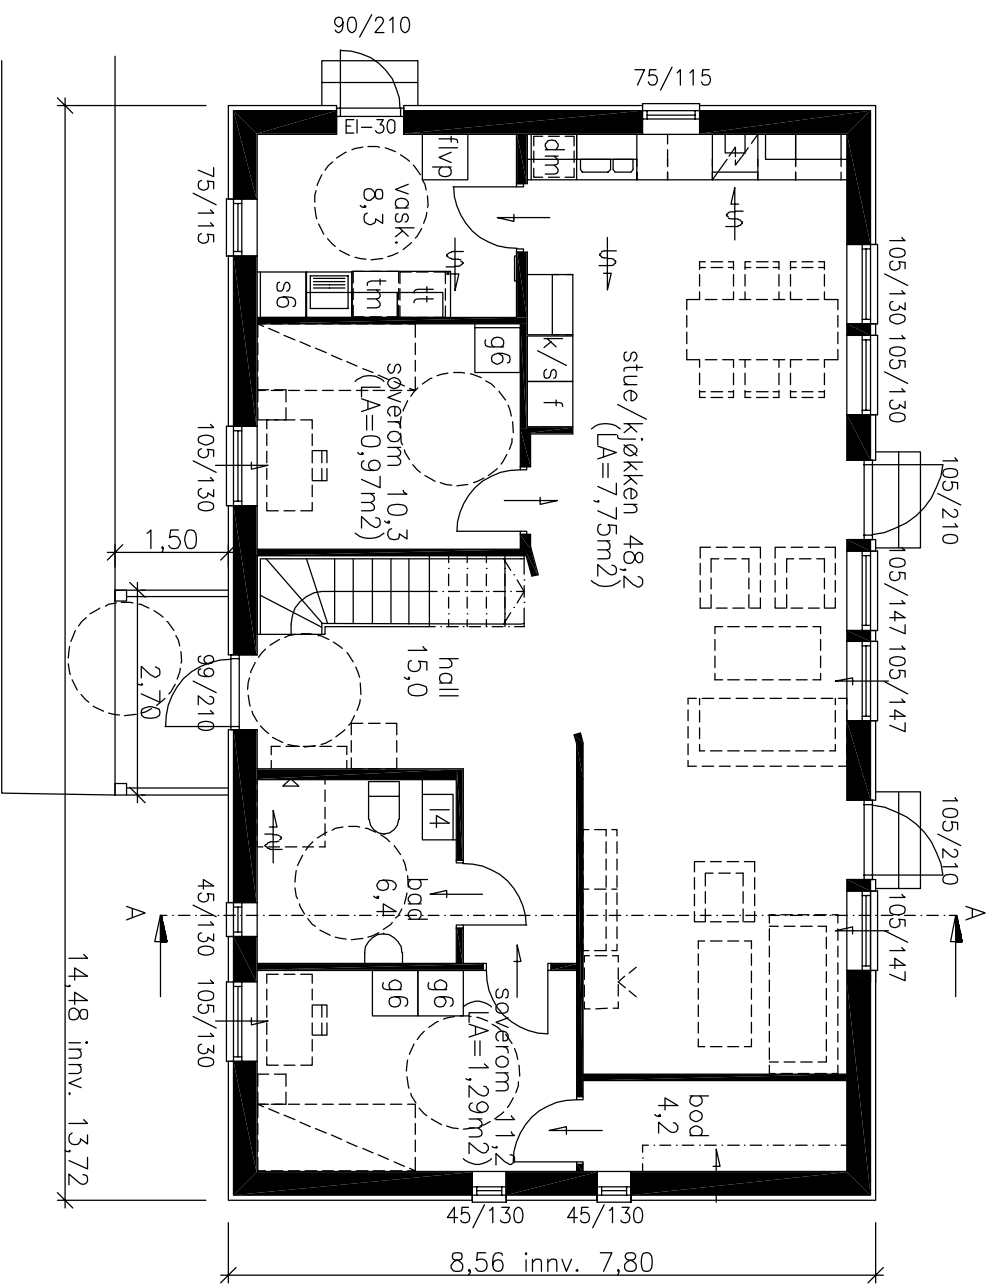 90/210
75/115
EI-30
flvp
dm
vask.
8,3
75/115
s6
tm
tt
g6
k/s
f
105/130
105/130
stue/kjøkken 48,2
(LA=7,75m2)
soverom 10,3
(LA=0,97m2)
105/130
105/210
1,50
105/147
105/147
hall
15,0
99/210
2,70
14
bad
6,4
105/210
105/147
45/130
A
A
105/130
g6
g6
soverom 11,2
(LA=1,29m2)
bod
4,2
45/130
45/130
14,48 innv. 13,72
8,56 innv. 7,80